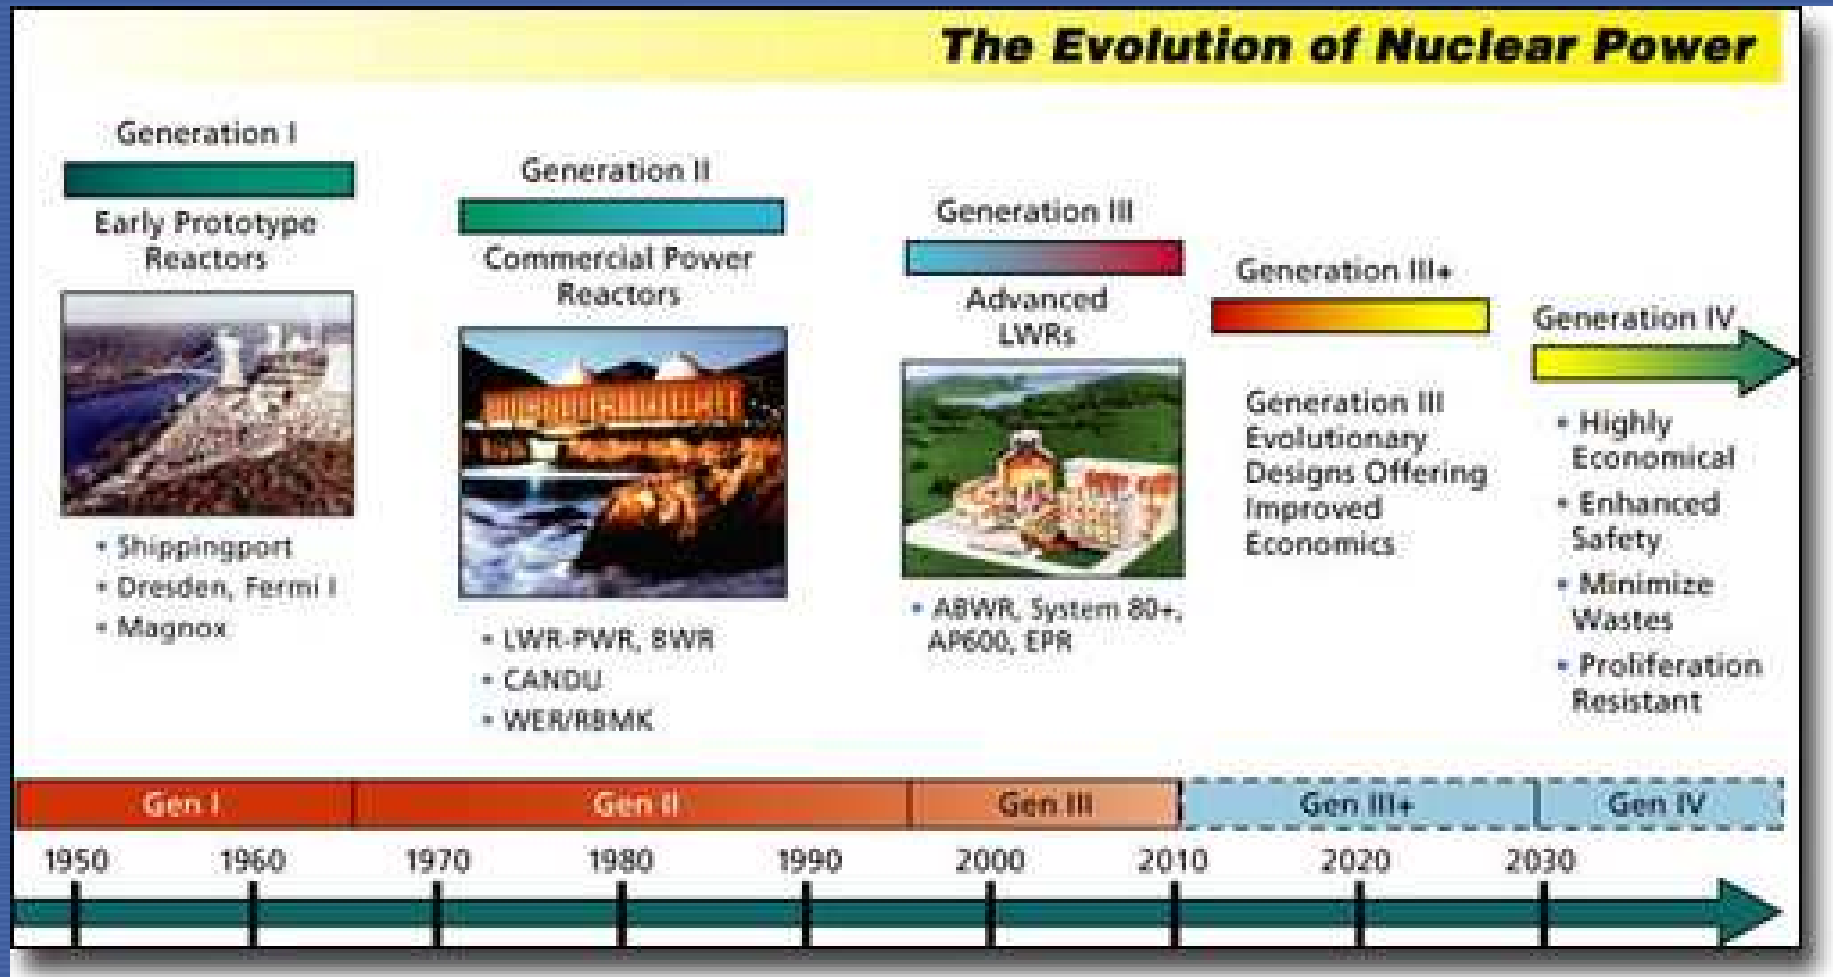 The Evolution of Nuclear Power
Generation I
Early Prototype
Reactors
• Shippingport
• Dresden, Fermi I
• Magnox
Generation II
Commercial Power
Reactors
• LWR-PWR, BWR
• CANDU
• VVER/RBMK
Generation III
Advanced
LWRs
• ABWR, System 80+,
AP600, EPR
Generation III+
Generation III
Evolutionary
Designs Offering
Improved
Economics
Generation IV
• Highly
Economical
• Enhanced
Safety
• Minimize
Wastes
• Proliferation
Resistant
Gen I
Gen II
Gen III
Gen III+
Gen IV
1950
1960
1970
1980
1990
2000
2010
2020
2030